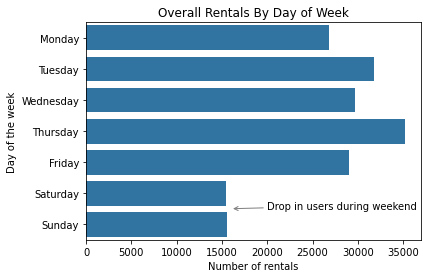 Overall Rentals By Day of Week
Day of the week
Monday
Tuesday
Wednesday
Thursday
Friday
Saturday
Sunday
Drop in users during weekend
0 5000 10000 15000 20000 25000 30000 35000
Number of rentals